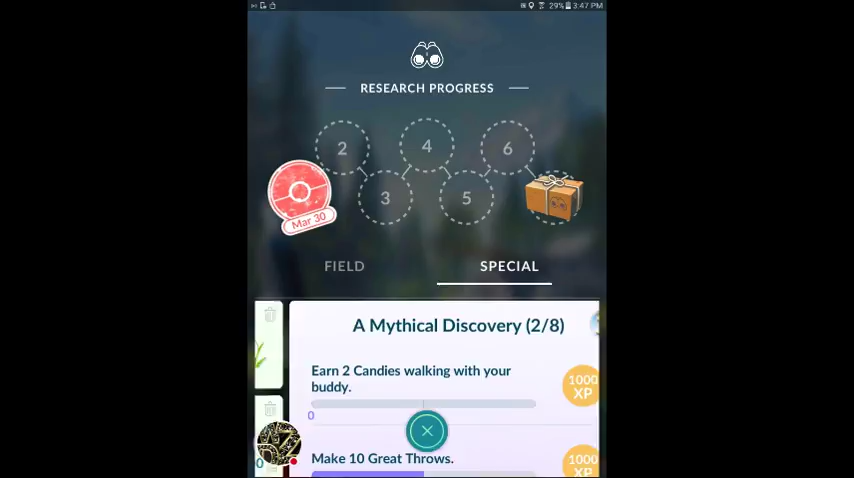 29% 3:47 PM
RESEARCH PROGRESS
2 4 6
Mar 30 3 5
FIELD SPECIAL
A Mythical Discovery (2/8)
Earn 2 Candies walking with your
buddy.
1000
XP
0
Make 10 Great Throws.
1000
XP